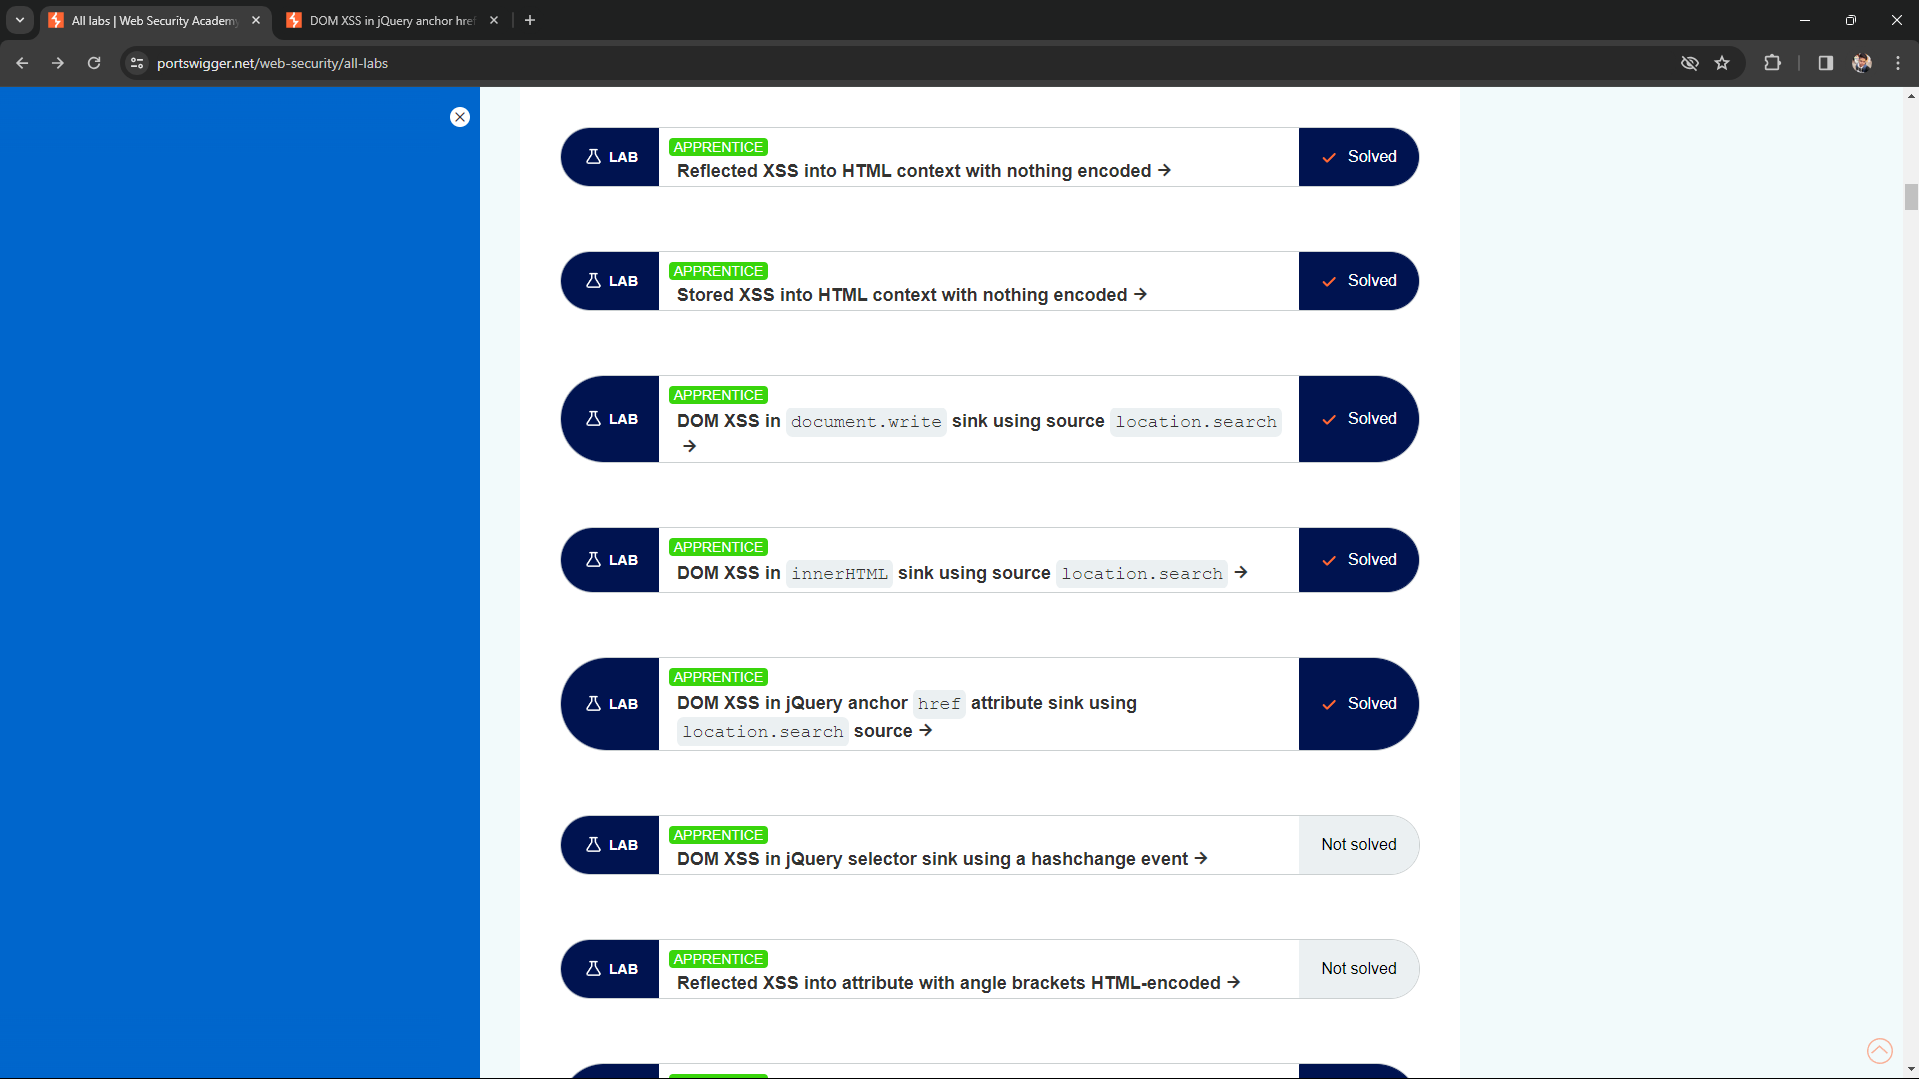 All labs | Web Security Academy
DOM XSS in jQuery anchor href
portswigger.net/web-security/all-labs
LAB
APPRENTICE
Reflected XSS into HTML context with nothing encoded →
Solved
LAB
APPRENTICE
Stored XSS into HTML context with nothing encoded →
Solved
LAB
APPRENTICE
DOM XSS in document.write sink using source location.search
→
Solved
LAB
APPRENTICE
DOM XSS in innerHTML sink using source location.search →
Solved
LAB
APPRENTICE
DOM XSS in jQuery anchor href attribute sink using
location.search source →
Solved
LAB
APPRENTICE
DOM XSS in jQuery selector sink using a hashchange event →
Not solved
LAB
APPRENTICE
Reflected XSS into attribute with angle brackets HTML-encoded →
Not solved